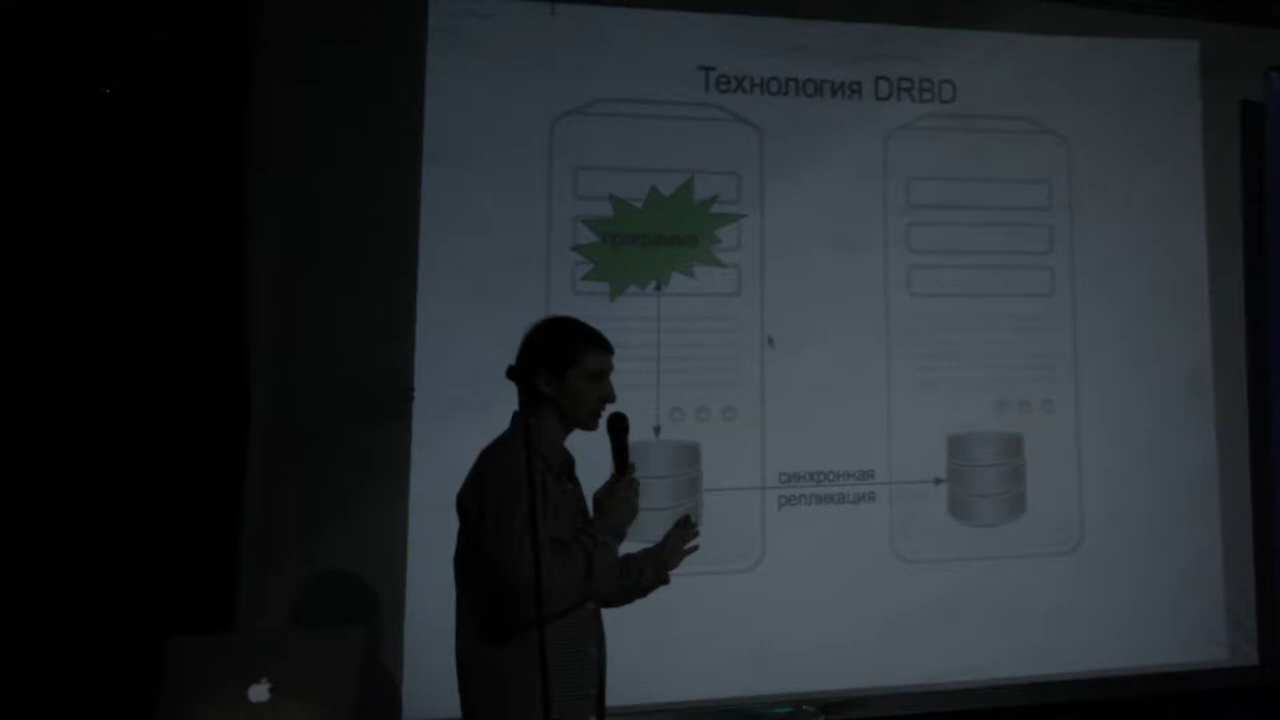 Технология DRBD
программа
синхронная
репликация